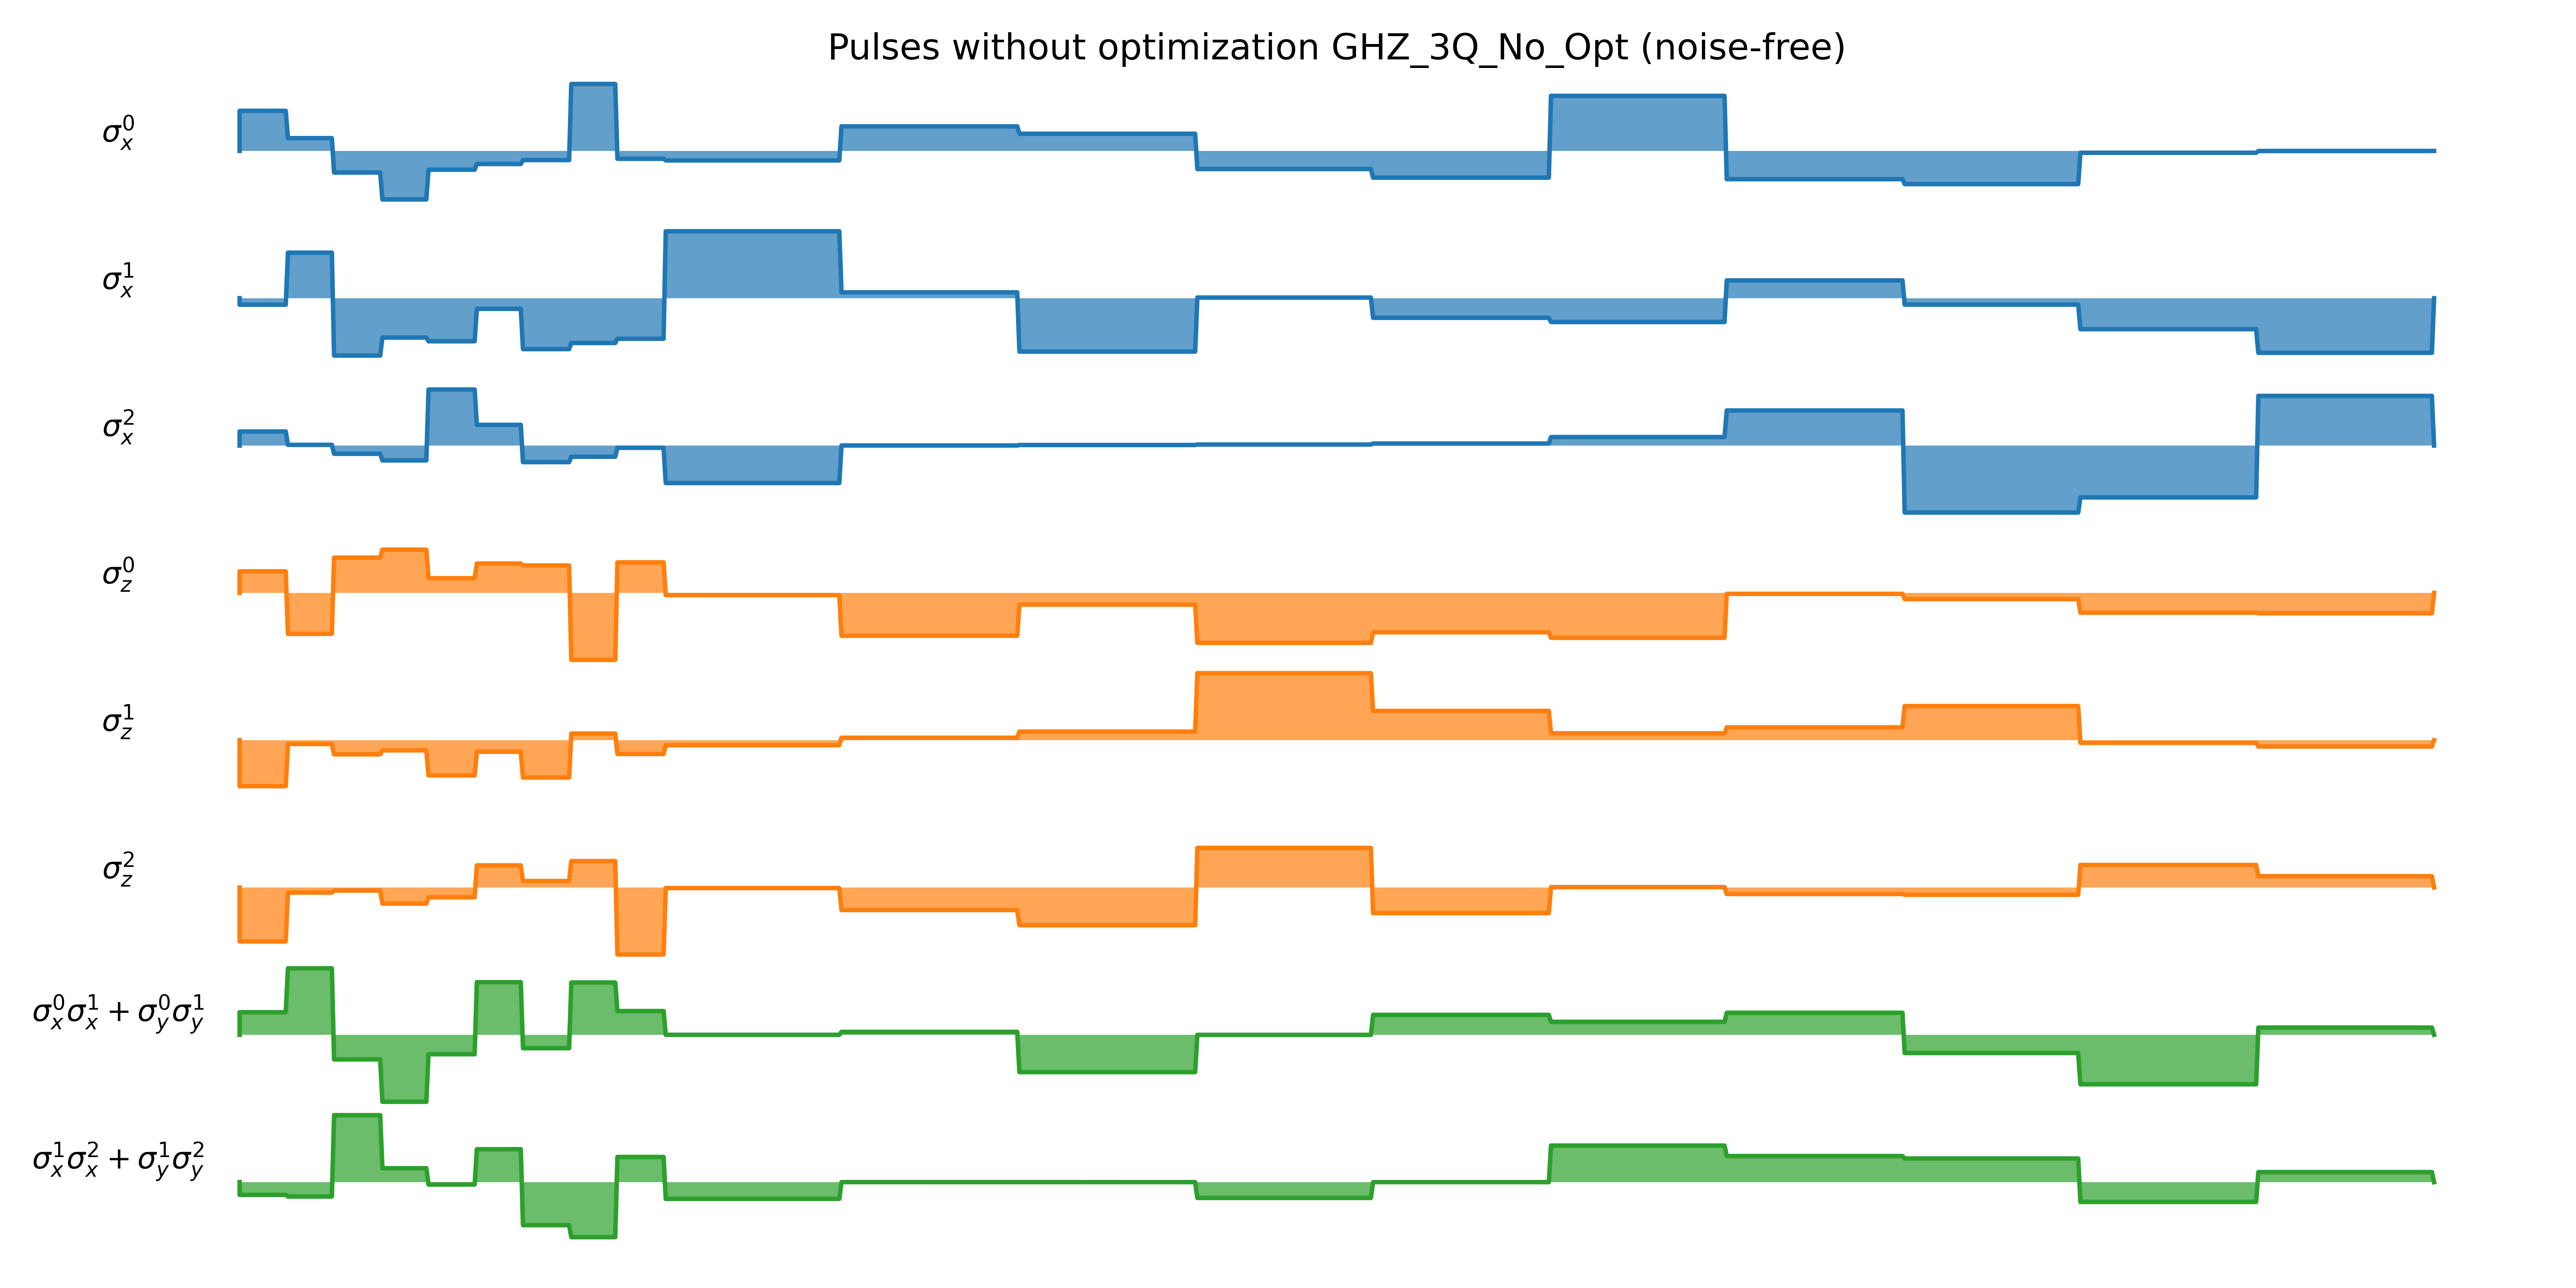 Pulses without optimization GHZ_3Q_No_Opt (noise-free)
σ_x^0
σ_x^1
σ_x^2
σ_z^0
σ_z^1
σ_z^2
σ_x^0σ_x^1 + σ_y^0σ_y^1
σ_x^1σ_x^2 + σ_y^1σ_y^2